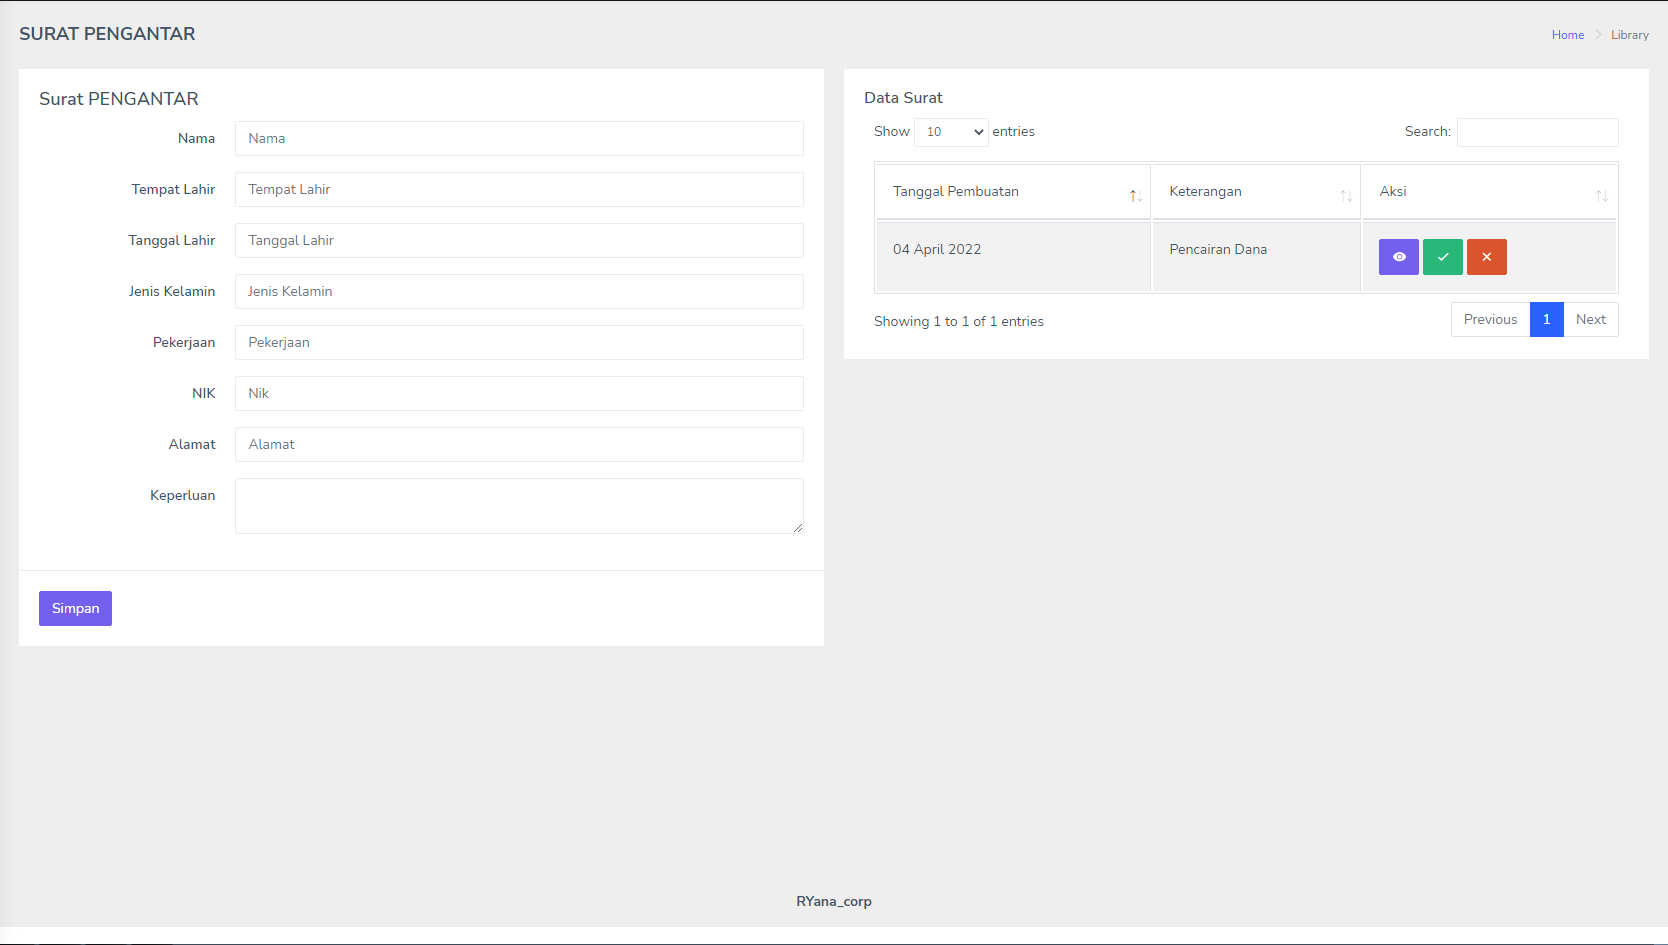 SURAT PENGANTAR
Home Library
Surat PENGANTAR
Nama Nama
Tempat Lahir Tempat Lahir
Tanggal Lahir Tanggal Lahir
Jenis Kelamin Jenis Kelamin
Pekerjaan Pekerjaan
NIK Nik
Alamat Alamat
Keperluan
Simpan
Data Surat
Show 10 entries Search:
Tanggal Pembuatan Keterangan Aksi
04 April 2022 Pencairan Dana
Showing 1 to 1 of 1 entries Previous 1 Next
RYana_corp